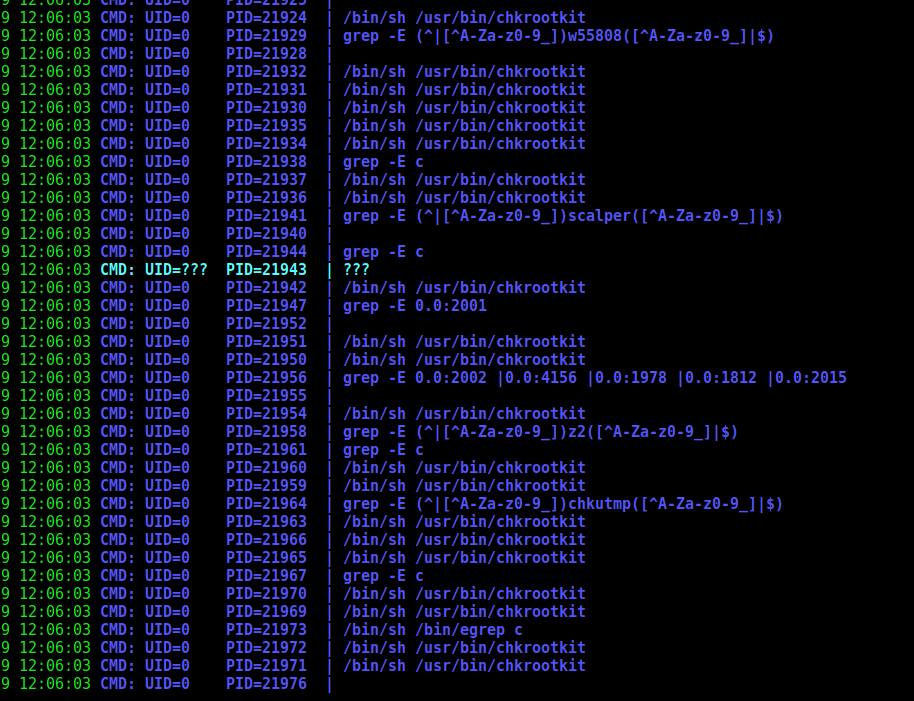 9 12:06:03 CMD: UID=0    PID=21925  |
9 12:06:03 CMD: UID=0    PID=21924  | /bin/sh /usr/bin/chkrootkit
9 12:06:03 CMD: UID=0    PID=21929  | grep -E (^|[^A-Za-z0-9_])w55808([^A-Za-z0-9_]|$)
9 12:06:03 CMD: UID=0    PID=21928  |
9 12:06:03 CMD: UID=0    PID=21932  | /bin/sh /usr/bin/chkrootkit
9 12:06:03 CMD: UID=0    PID=21931  | /bin/sh /usr/bin/chkrootkit
9 12:06:03 CMD: UID=0    PID=21930  | /bin/sh /usr/bin/chkrootkit
9 12:06:03 CMD: UID=0    PID=21935  | /bin/sh /usr/bin/chkrootkit
9 12:06:03 CMD: UID=0    PID=21934  | /bin/sh /usr/bin/chkrootkit
9 12:06:03 CMD: UID=0    PID=21938  | grep -E c
9 12:06:03 CMD: UID=0    PID=21937  | /bin/sh /usr/bin/chkrootkit
9 12:06:03 CMD: UID=0    PID=21936  | /bin/sh /usr/bin/chkrootkit
9 12:06:03 CMD: UID=0    PID=21941  | grep -E (^|[^A-Za-z0-9_])scalper([^A-Za-z0-9_]|$)
9 12:06:03 CMD: UID=0    PID=21940  |
9 12:06:03 CMD: UID=0    PID=21944  | grep -E c
9 12:06:03 CMD: UID=???  PID=21943  | ???
9 12:06:03 CMD: UID=0    PID=21942  | /bin/sh /usr/bin/chkrootkit
9 12:06:03 CMD: UID=0    PID=21947  | grep -E 0.0:2001
9 12:06:03 CMD: UID=0    PID=21952  |
9 12:06:03 CMD: UID=0    PID=21951  | /bin/sh /usr/bin/chkrootkit
9 12:06:03 CMD: UID=0    PID=21950  | /bin/sh /usr/bin/chkrootkit
9 12:06:03 CMD: UID=0    PID=21956  | grep -E 0.0:2002 |0.0:4156 |0.0:1978 |0.0:1812 |0.0:2015
9 12:06:03 CMD: UID=0    PID=21955  |
9 12:06:03 CMD: UID=0    PID=21954  | /bin/sh /usr/bin/chkrootkit
9 12:06:03 CMD: UID=0    PID=21958  | grep -E (^|[^A-Za-z0-9_])z2([^A-Za-z0-9_]|$)
9 12:06:03 CMD: UID=0    PID=21961  | grep -E c
9 12:06:03 CMD: UID=0    PID=21960  | /bin/sh /usr/bin/chkrootkit
9 12:06:03 CMD: UID=0    PID=21959  | /bin/sh /usr/bin/chkrootkit
9 12:06:03 CMD: UID=0    PID=21964  | grep -E (^|[^A-Za-z0-9_])chkutmp([^A-Za-z0-9_]|$)
9 12:06:03 CMD: UID=0    PID=21963  | /bin/sh /usr/bin/chkrootkit
9 12:06:03 CMD: UID=0    PID=21966  | /bin/sh /usr/bin/chkrootkit
9 12:06:03 CMD: UID=0    PID=21965  | /bin/sh /usr/bin/chkrootkit
9 12:06:03 CMD: UID=0    PID=21967  | grep -E c
9 12:06:03 CMD: UID=0    PID=21970  | /bin/sh /usr/bin/chkrootkit
9 12:06:03 CMD: UID=0    PID=21969  | /bin/sh /usr/bin/chkrootkit
9 12:06:03 CMD: UID=0    PID=21973  | /bin/sh /bin/egrep c
9 12:06:03 CMD: UID=0    PID=21972  | /bin/sh /usr/bin/chkrootkit
9 12:06:03 CMD: UID=0    PID=21971  | /bin/sh /usr/bin/chkrootkit
9 12:06:03 CMD: UID=0    PID=21976  |